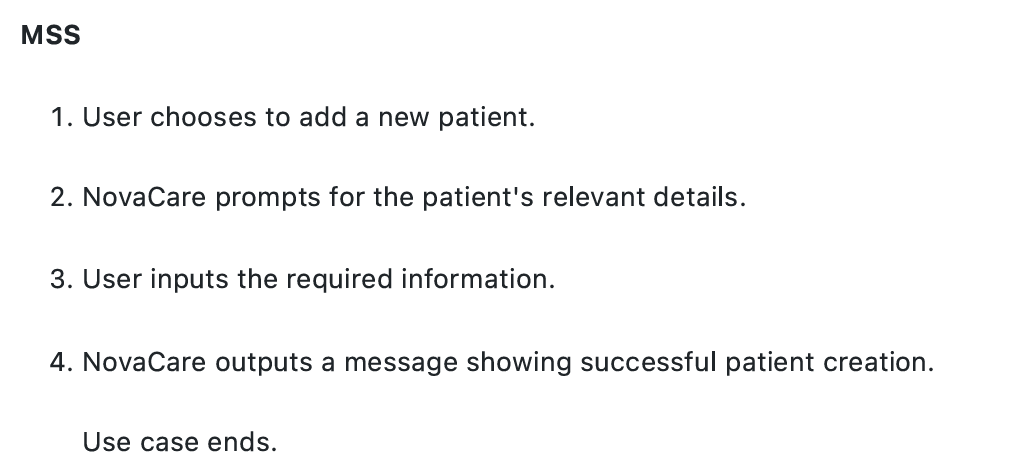 MSS
1. User chooses to add a new patient.
2. NovaCare prompts for the patient's relevant details.
3. User inputs the required information.
4. NovaCare outputs a message showing successful patient creation.
Use case ends.